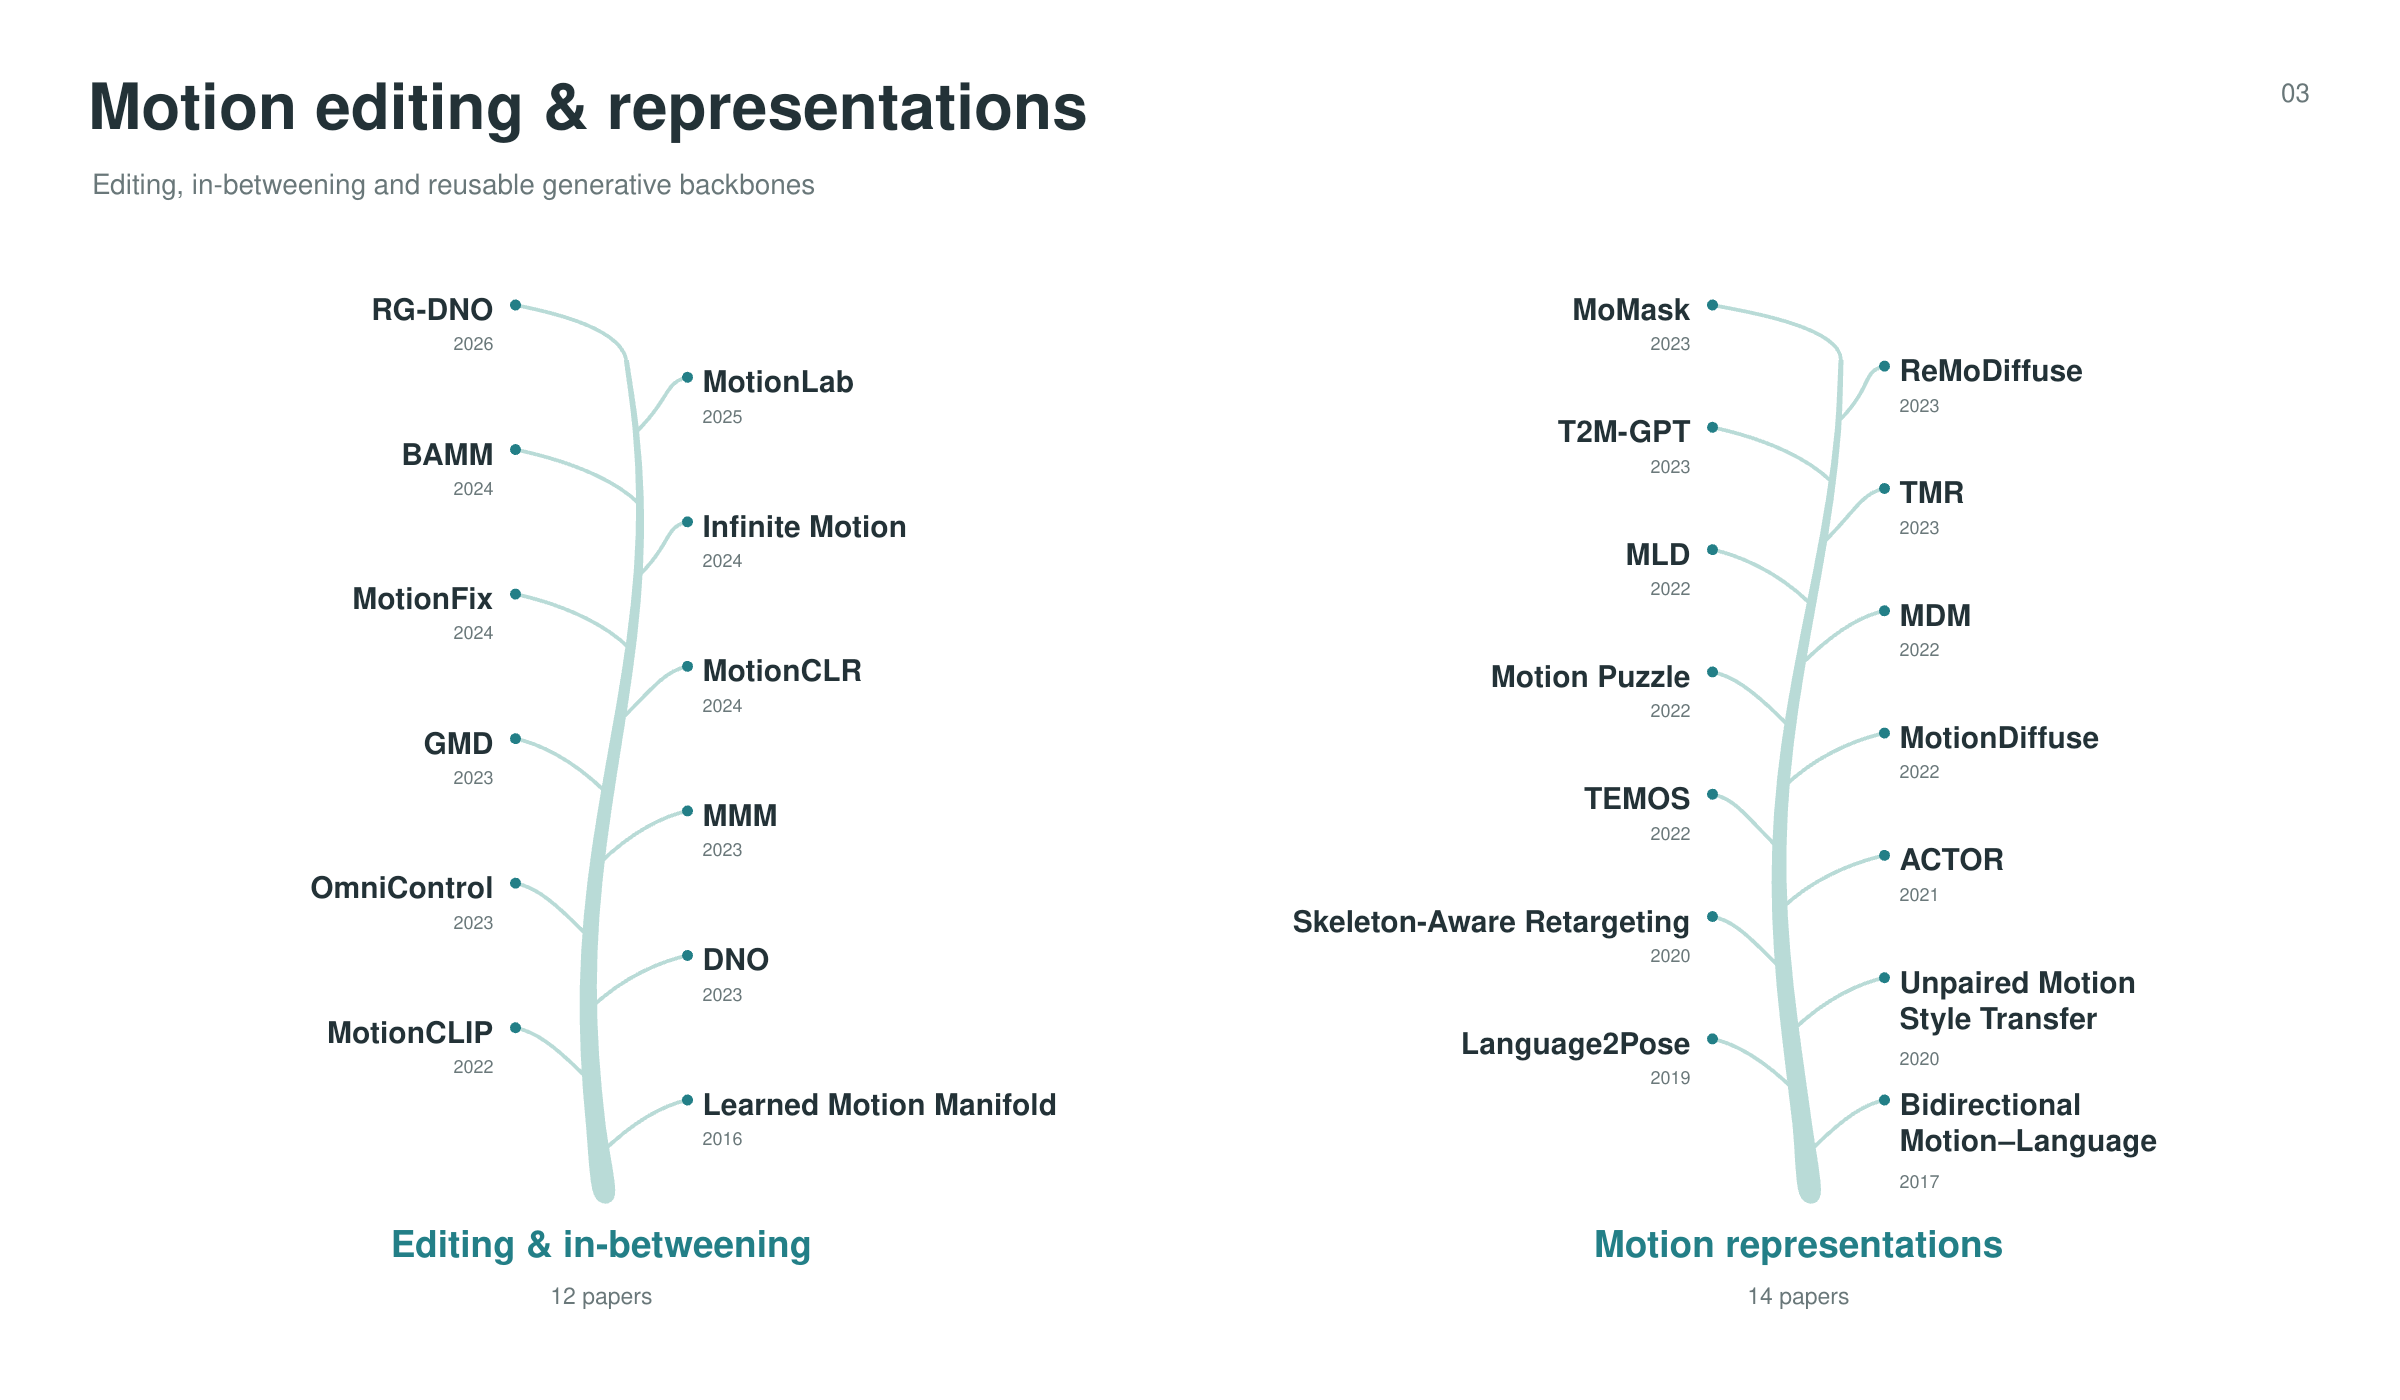 Motion editing & representations
03
Editing, in-betweening and reusable generative backbones
RG-DNO
2026
MotionLab
2025
BAMM
2024
Infinite Motion
2024
MotionFix
2024
MotionCLR
2024
GMD
2023
MMM
2023
OmniControl
2023
DNO
2023
MotionCLIP
2022
Learned Motion Manifold
2016
Editing & in-betweening
12 papers
MoMask
2023
ReMoDiffuse
2023
T2M-GPT
2023
TMR
2023
MLD
2022
MDM
2022
Motion Puzzle
2022
MotionDiffuse
2022
TEMOS
2022
ACTOR
2021
Skeleton-Aware Retargeting
2020
Unpaired Motion
Style Transfer
2020
Language2Pose
2019
Bidirectional
Motion–Language
2017
Motion representations
14 papers